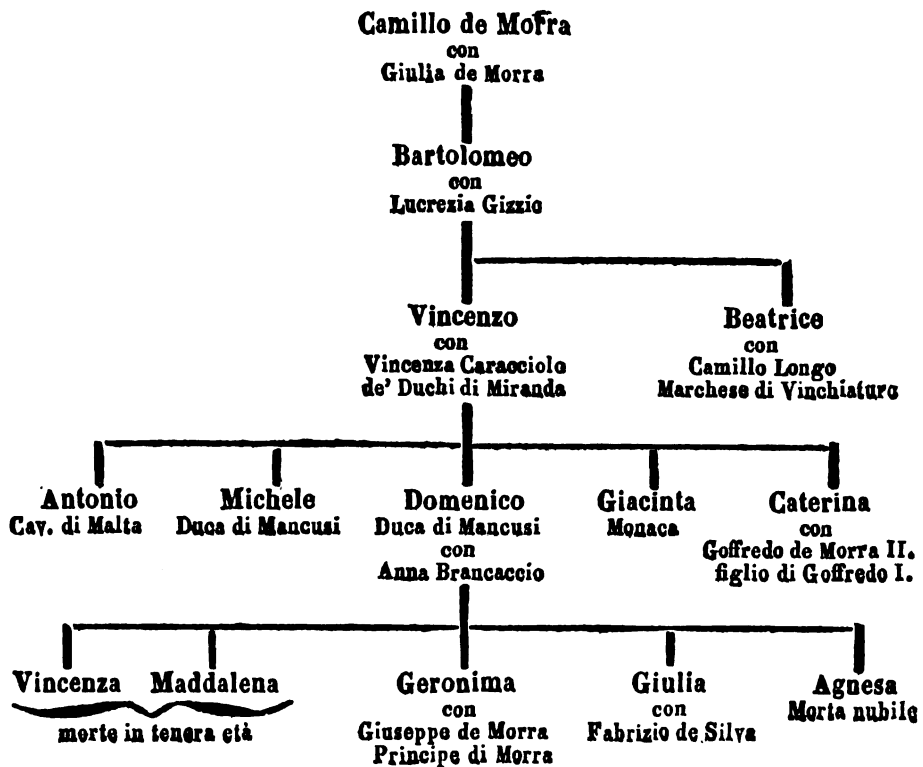 Camillo de Morra
con
Giulia de Morra
Bartolomeo
con
Lucrezia Gizzio
Vincenzo
con
Vincenza Caracciolo
de' Duchi di Miranda
Beatrice
con
Camillo Longo
Marchese di Vinchiaturo
Antonio
Cav. di Malta
Michele
Duca di Mancusi
Domenico
Duca di Mancusi
con
Anna Brancaccio
Giacinta
Monaca
Caterina
con
Goffredo de Morra II.
figlio di Goffredo I.
Vincenza
Maddalena
morte in tenera età
Geronima
con
Giuseppe de Morra
Principe di Morra
Giulia
con
Fabrizio de Silva
Agnesa
Morta nubile